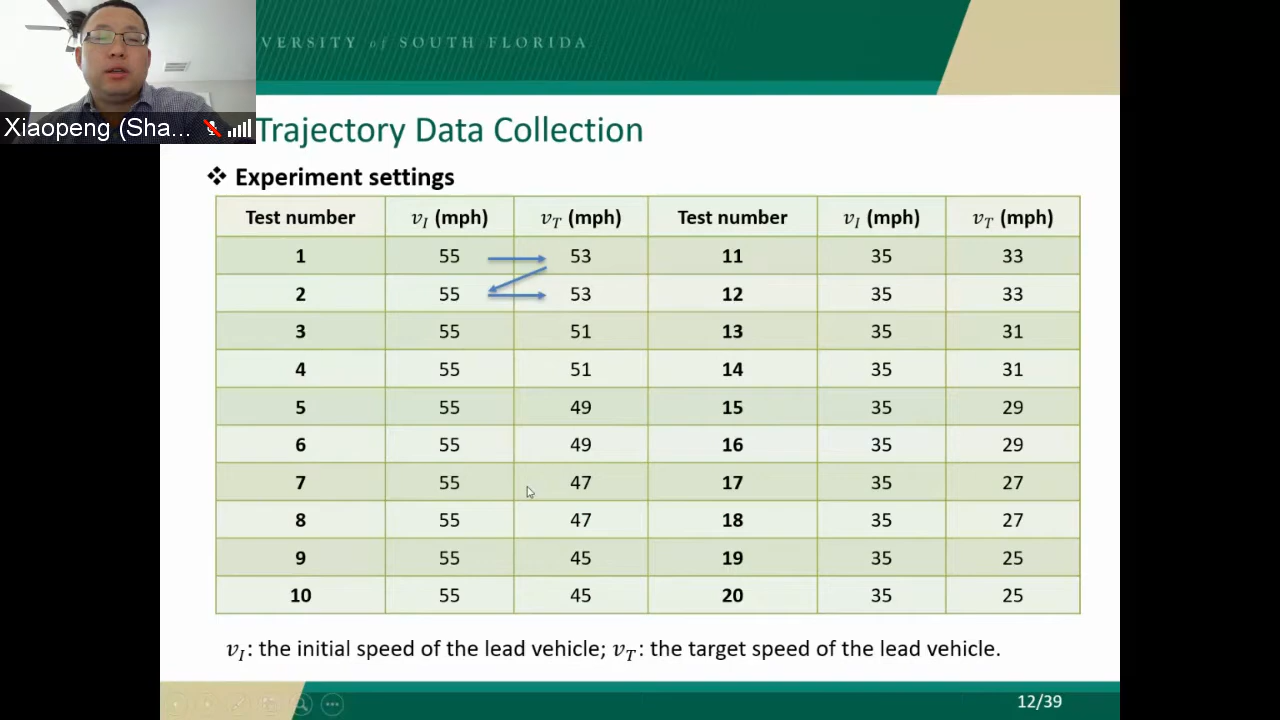 VERSITY of SOUTH FLORIDA
Xiaopeng (Sha...
Trajectory Data Collection
❖ Experiment settings
Test number v_I (mph) v_T (mph) Test number v_I (mph) v_T (mph)
1 55 53 11 35 33
2 55 53 12 35 33
3 55 51 13 35 31
4 55 51 14 35 31
5 55 49 15 35 29
6 55 49 16 35 29
7 55 47 17 35 27
8 55 47 18 35 27
9 55 45 19 35 25
10 55 45 20 35 25
v_I: the initial speed of the lead vehicle; v_T: the target speed of the lead vehicle.
12/39